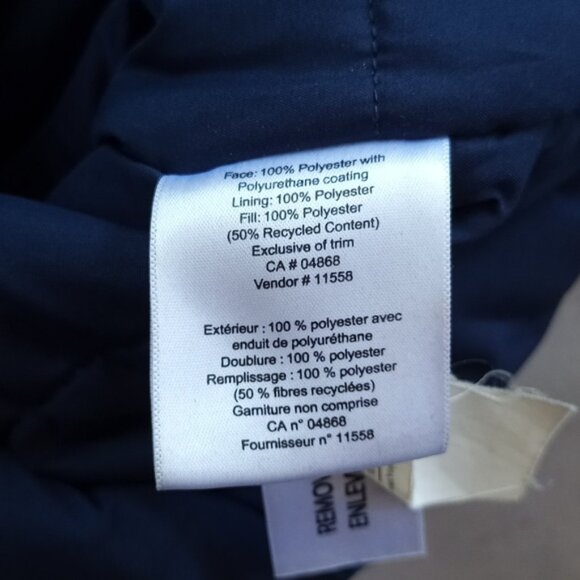 Face: 100% Polyester with
Polyurethane coating
Lining: 100% Polyester
Fill: 100% Polyester
(50% Recycled Content)
Exclusive of trim
CA # 04868
Vendor # 11558
Extérieur : 100 % polyester avec
enduit de polyuréthane
Doublure : 100 % polyester
Remplissage : 100 % polyester
(50 % fibres recyclées)
Garniture non comprise
CA n° 04868
Fournisseur n° 11558